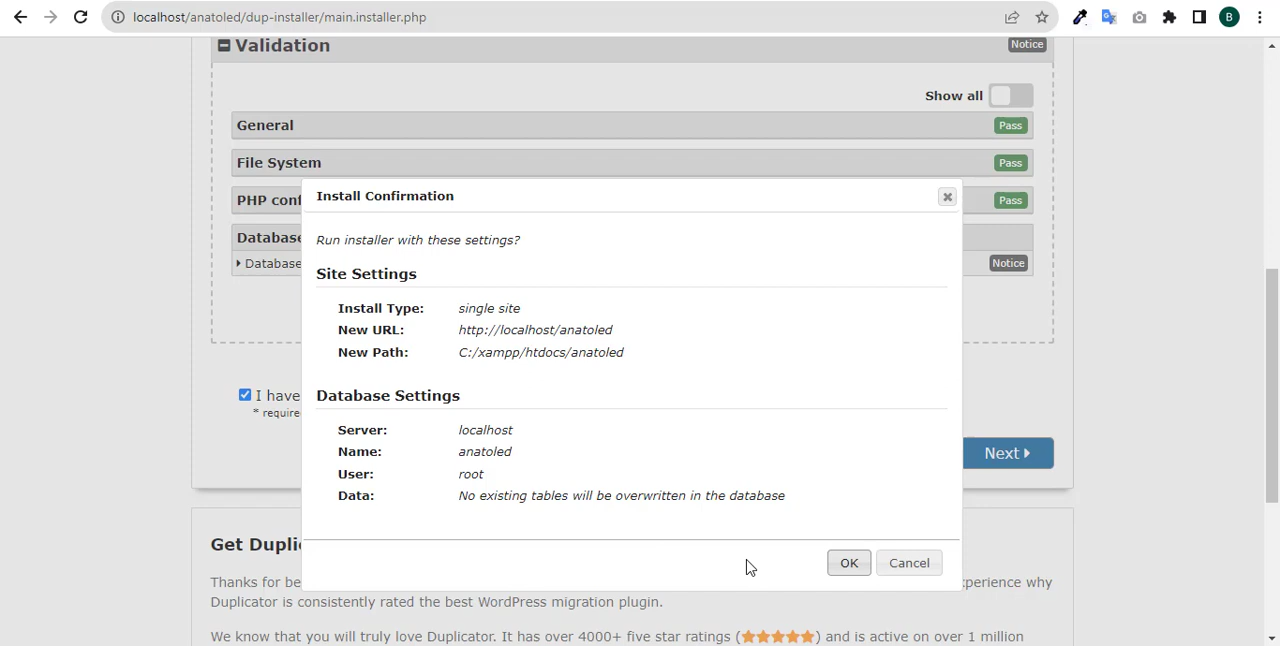 localhost/anatoled/dup-installer/main.installer.php
B
Validation
Notice
Show all
General
Pass
File System
Pass
PHP conf
Pass
Database
Database
Notice
Install Confirmation
Run installer with these settings?
Site Settings
Install Type: single site
New URL: http://localhost/anatoled
New Path: C:/xampp/htdocs/anatoled
Database Settings
Server: localhost
Name: anatoled
User: root
Data: No existing tables will be overwritten in the database
OK
Cancel
I have
* require
Next
Get Dupli
Thanks for be
xperience why
Duplicator is consistently rated the best WordPress migration plugin.
We know that you will truly love Duplicator. It has over 4000+ five star ratings (★★★★★) and is active on over 1 million